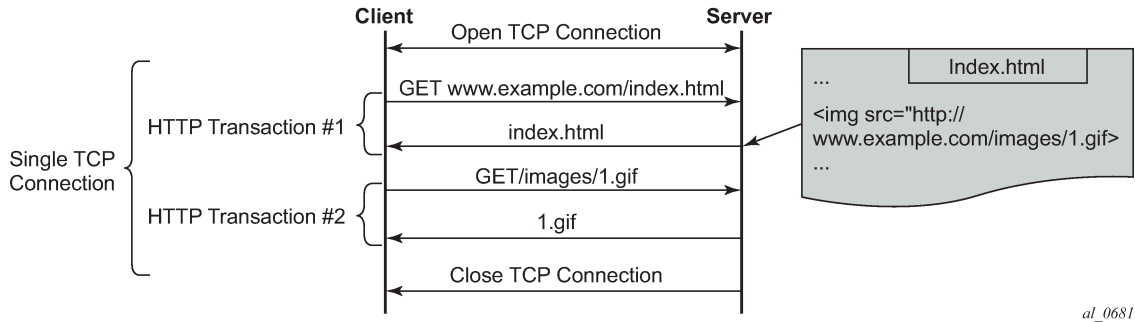 Client
Server
Open TCP Connection
Index.html
...
GET www.example.com/index.html
<img src="http://
www.example.com/images/1.gif>
...
HTTP Transaction #1
index.html
Single TCP
Connection
GET/images/1.gif
HTTP Transaction #2
1.gif
Close TCP Connection
al_0681